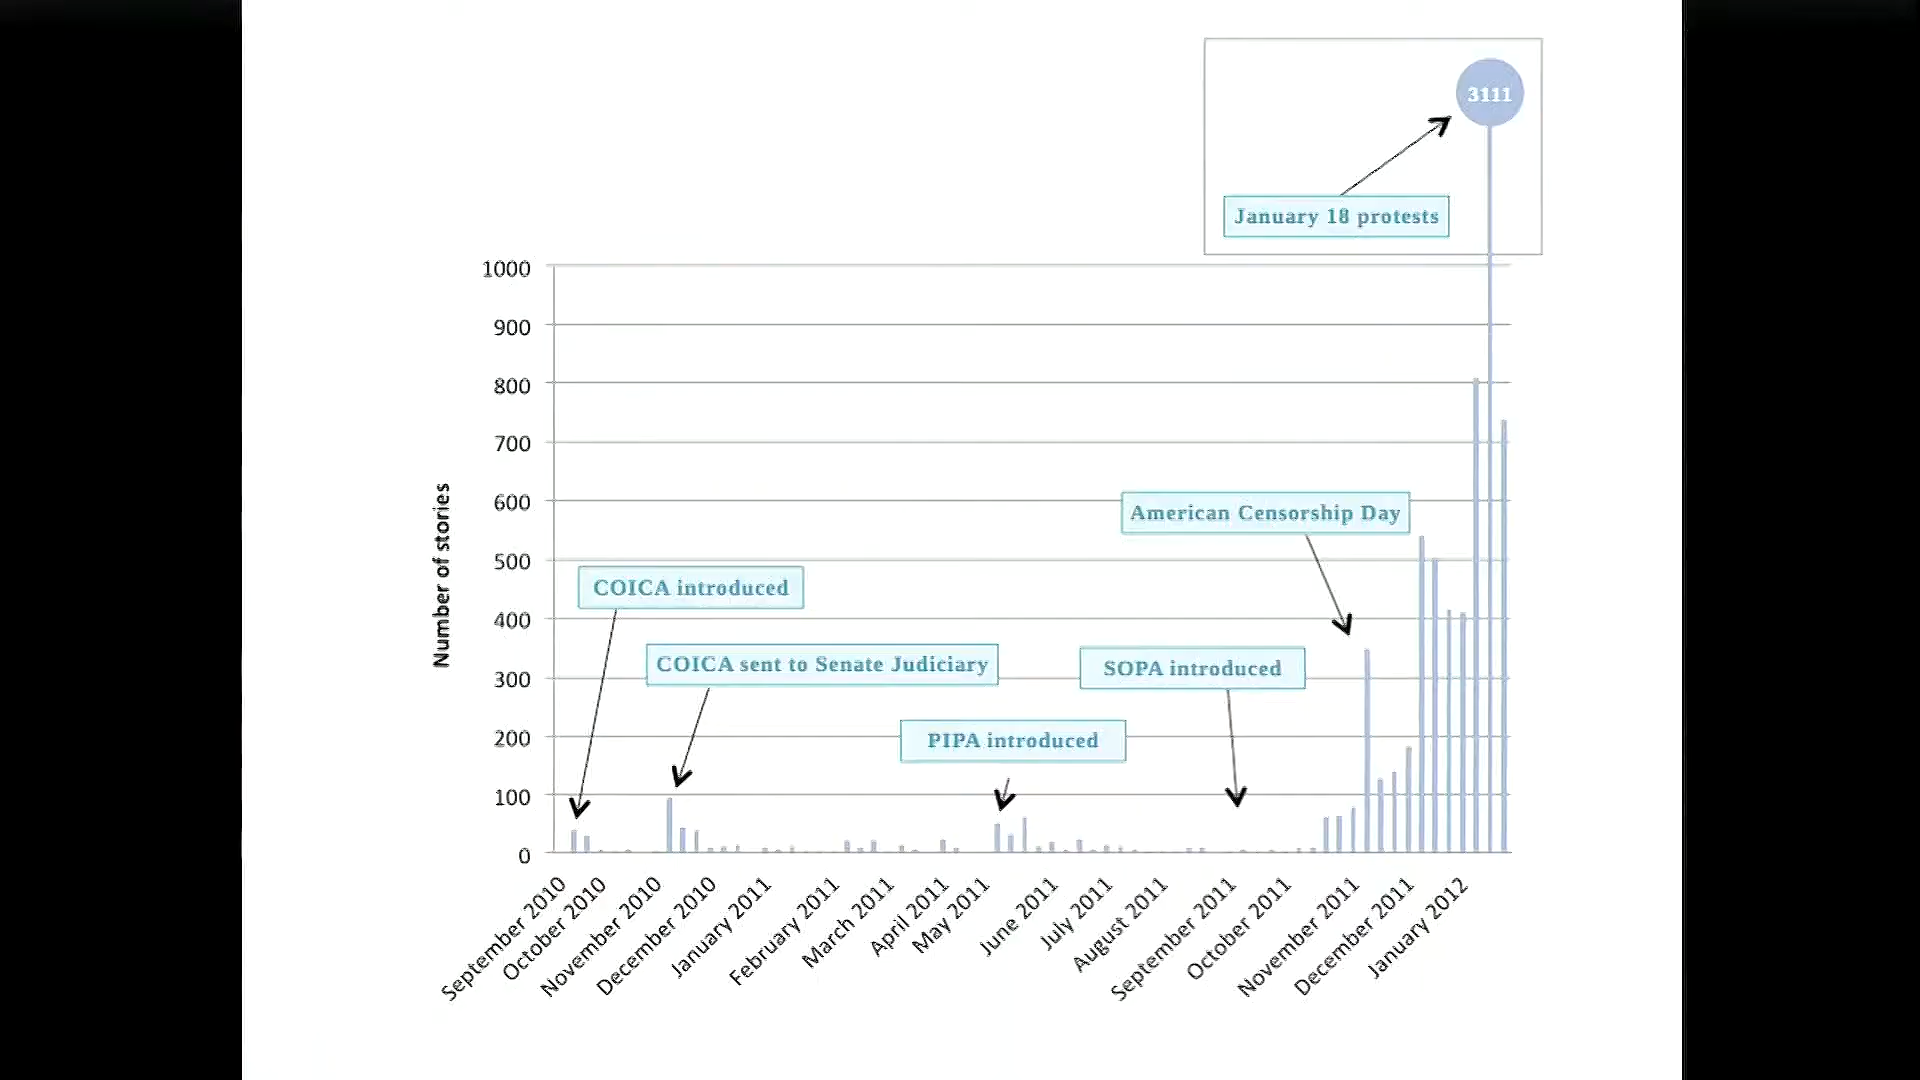 3111
January 18 protests
1000
900
800
700
600
500
400
300
200
100
0
Number of stories
American Censorship Day
COICA introduced
COICA sent to Senate Judiciary
SOPA introduced
PIPA introduced
September 2010
October 2010
November 2010
December 2010
January 2011
February 2011
March 2011
April 2011
May 2011
June 2011
July 2011
August 2011
September 2011
October 2011
November 2011
December 2011
January 2012